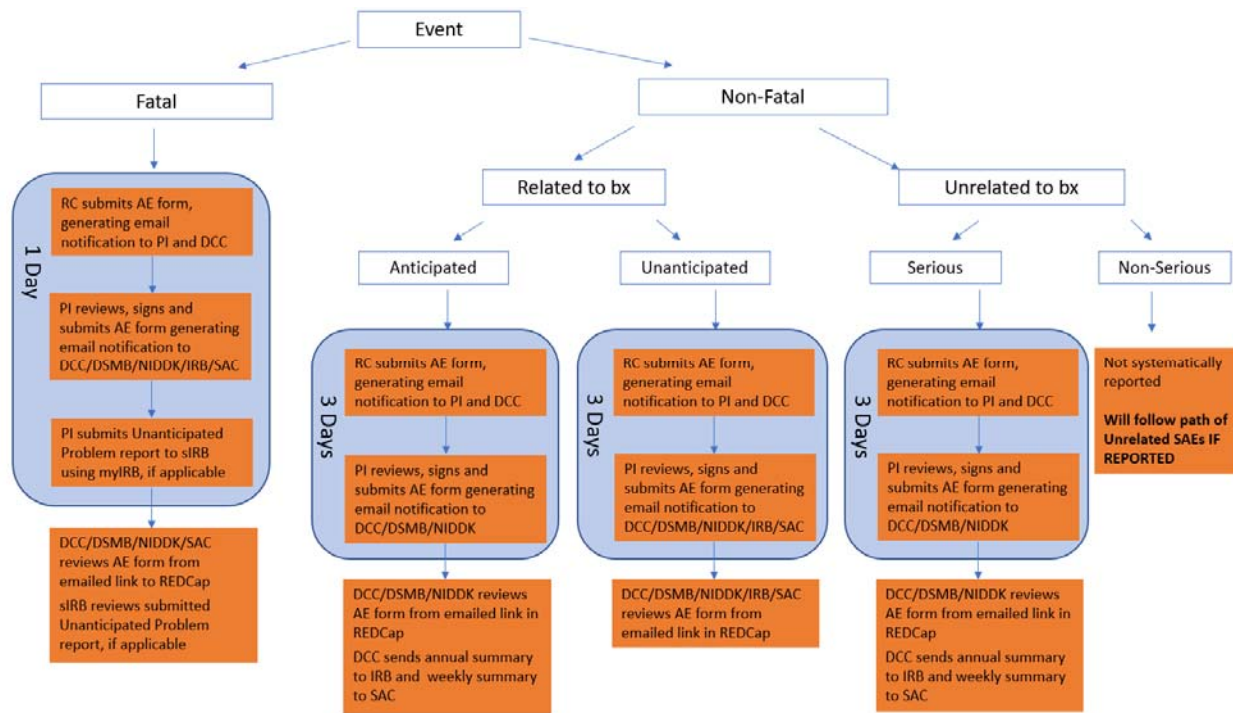 Event
Fatal
Non-Fatal
Related to bx
Unrelated to bx
Anticipated
Unanticipated
Serious
Non-Serious
1 Day
RC submits AE form,
generating email
notification to PI and DCC
PI reviews, signs and
submits AE form generating
email notification to
DCC/DSMB/NIDDK/IRB/SAC
PI submits Unanticipated
Problem report to sIRB
using myIRB, if applicable
DCC/DSMB/NIDDK/SAC
reviews AE form from
emailed link to REDCap
sIRB reviews submitted
Unanticipated Problem
report, if applicable
3 Days
RC submits AE form,
generating email
notification to PI and DCC
PI reviews, signs and
submits AE form generating
email notification to
DCC/DSMB/NIDDK
DCC/DSMB/NIDDK reviews
AE form from emailed link in
REDCap
DCC sends annual summary
to IRB and weekly summary
to SAC
3 Days
RC submits AE form,
generating email
notification to PI and DCC
PI reviews, signs and
submits AE form generating
email notification to
DCC/DSMB/NIDDK/IRB/SAC
DCC/DSMB/NIDDK/IRB/SAC
reviews AE form from
emailed link in REDCap
3 Days
RC submits AE form,
generating email
notification to PI and DCC
PI reviews, signs and
submits AE form generating
email notification to
DCC/DSMB/NIDDK
DCC/DSMB/NIDDK reviews
AE form from emailed link in
REDCap
DCC sends annual summary
to IRB and weekly summary
to SAC
Not systematically
reported
Will follow path of
Unrelated SAEs IF
REPORTED